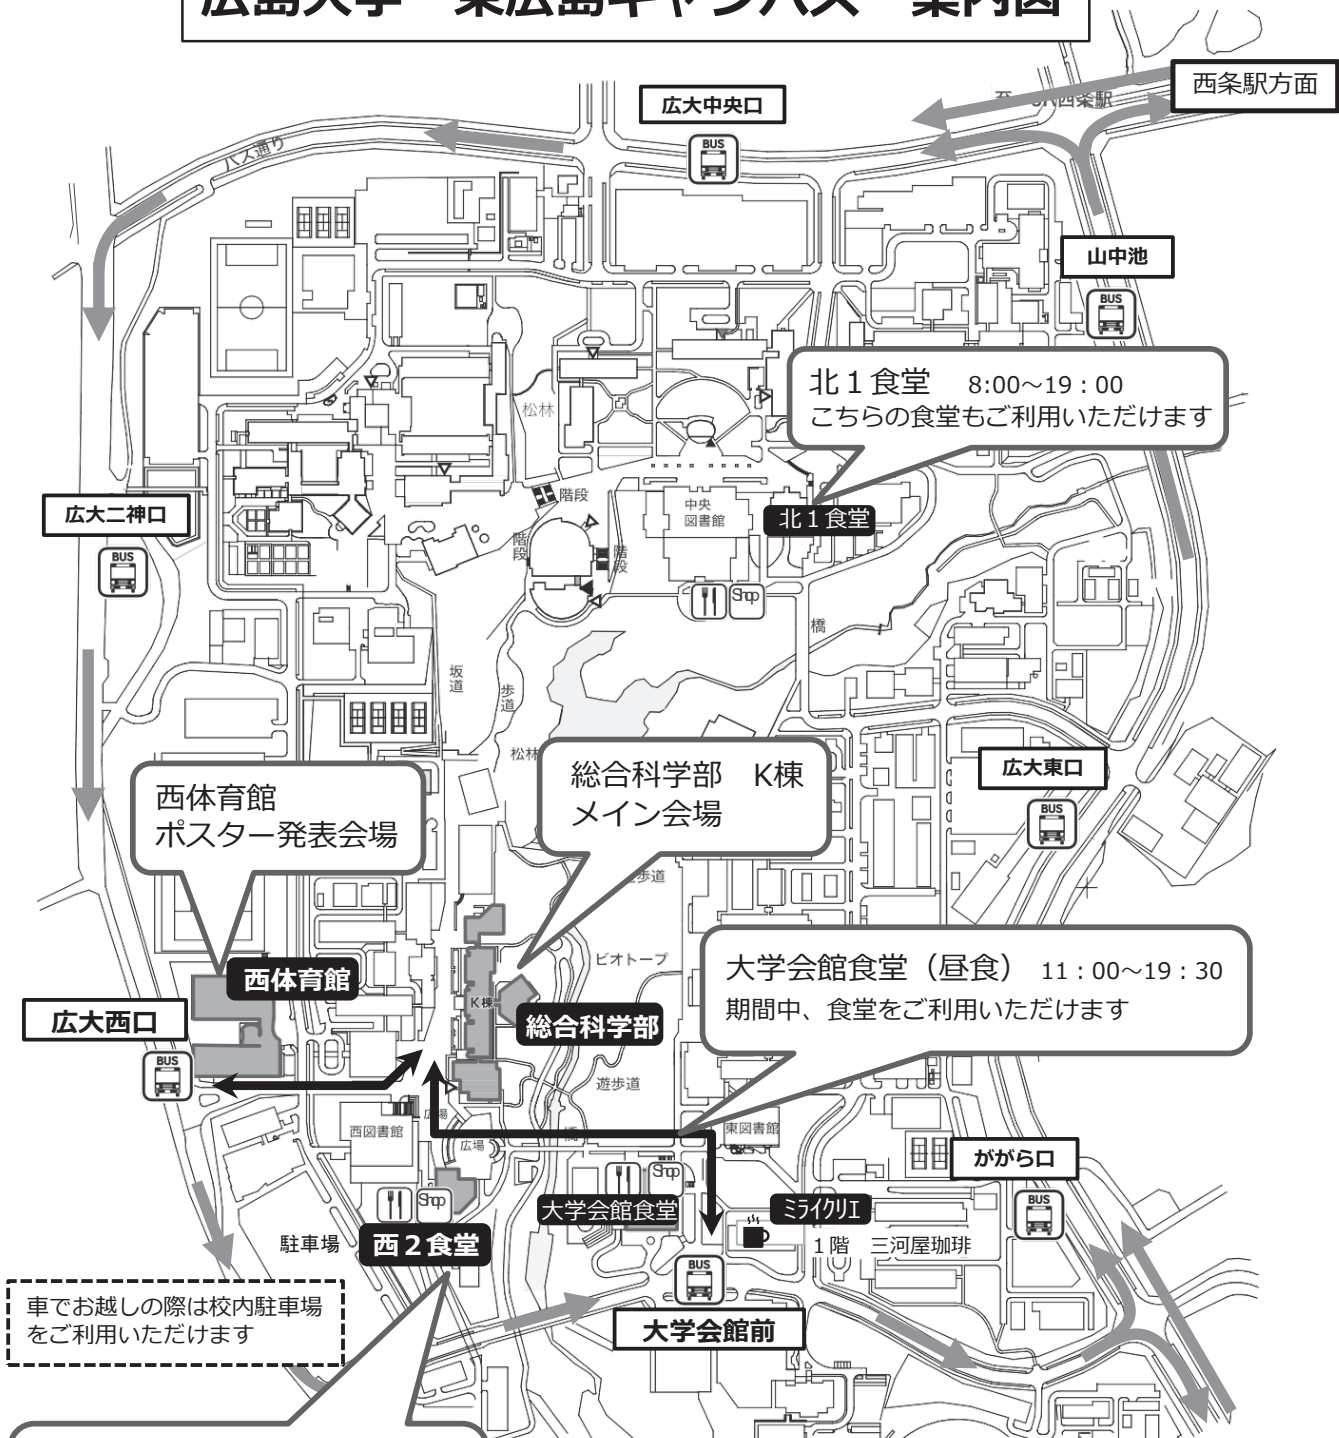 広島大学　東広島キャンパス　案内図
西条駅方面
広大中央口
BUS
バス通り
山中池
BUS
北１食堂　8:00～19：00
こちらの食堂もご利用いただけます
松林
広大二神口
BUS
階段
階段
階段
中央
図書館
北１食堂
Shop
橋
坂道
歩道
松林
広大東口
BUS
西体育館
ポスター発表会場
総合科学部　K棟
メイン会場
歩道
ビオトープ
西体育館
K棟
総合科学部
大学会館食堂（昼食）　11：00～19：30
期間中、食堂をご利用いただけます
広大西口
BUS
遊歩道
広場
西図書館
広場
橋
東図書館
ががら口
BUS
Shop
Shop
大学会館食堂
ミライクリエ
１階　三河屋珈琲
駐車場
西２食堂
BUS
大学会館前
車でお越しの際は校内駐車場
をご利用いただけます